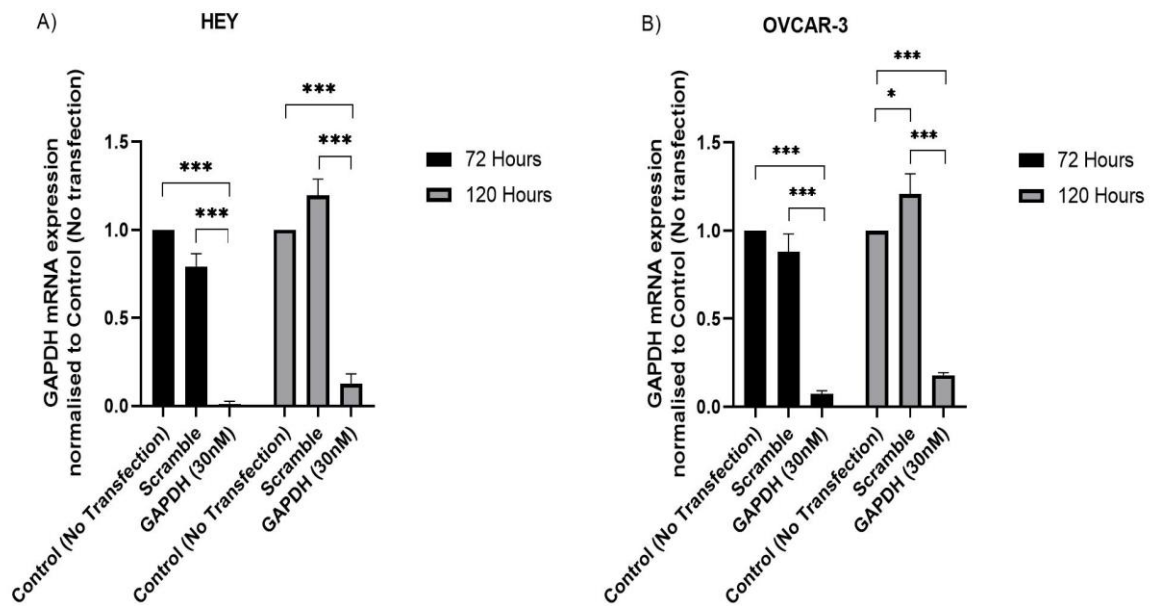 A)
HEY
GAPDH mRNA expression
normalised to Control (No transfection)
1.5
1.0
0.5
0.0
***
***
***
***
Control (No Transfection)
Scramble
GAPDH (30nM)
Control (No Transfection)
Scramble
GAPDH (30nM)
72 Hours
120 Hours
B)
OVCAR-3
GAPDH mRNA expression
normalised to Control (No transfection)
1.5
1.0
0.5
0.0
***
***
***
*
***
Control (No Transfection)
Scramble
GAPDH (30nM)
Control (No Transfection)
Scramble
GAPDH (30nM)
72 Hours
120 Hours